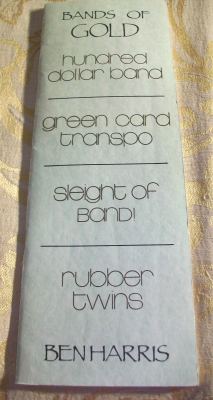 BANDS OF
GOLD
hundred
dollar band
green card
transpo
sleight of
BAND!
rubber
twins
BEN HARRIS